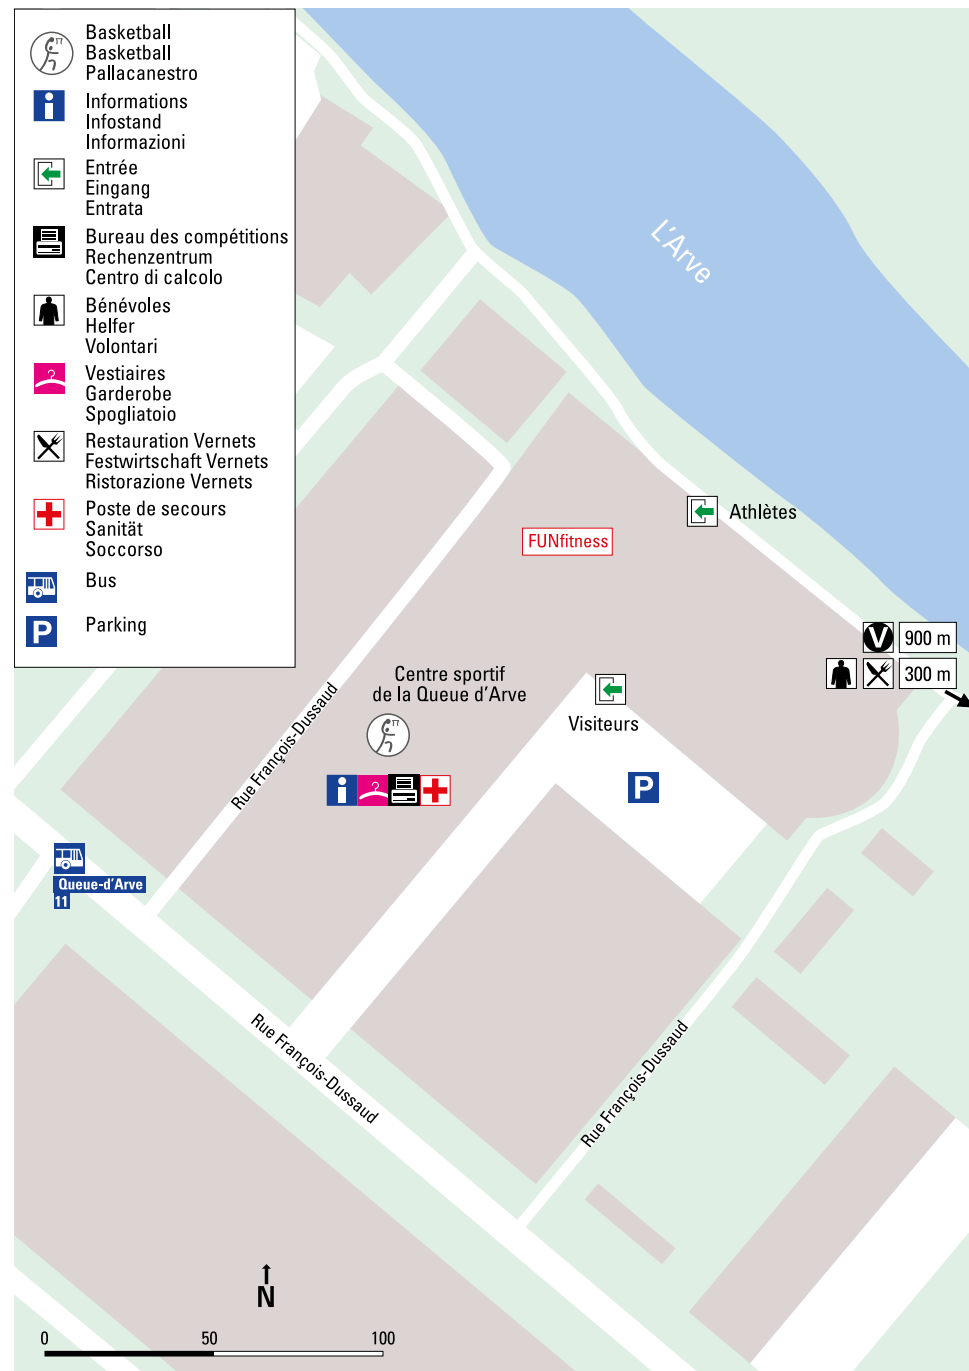 Basketball
Basketball
Pallacanestro
Informations
Infostand
Informazioni
Entrée
Eingang
Entrata
Bureau des compétitions
Rechenzentrum
Centro di calcolo
Bénévoles
Helfer
Volontari
Vestiaires
Garderobe
Spogliatoio
Restauration Vernets
Festwirtschaft Vernets
Ristorazione Vernets
Poste de secours
Sanität
Soccorso
Bus
P
Parking
L'Arve
Athlètes
FUNfitness
V
900 m
300 m
Centre sportif
de la Queue d'Arve
Visiteurs
P
Rue François-Dussaud
Queue-d'Arve
11
Rue François-Dussaud
Rue François-Dussaud
N
0
50
100